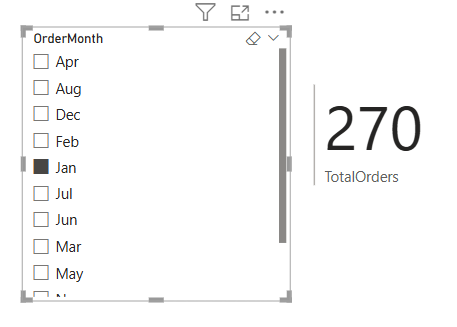 OrderMonth
Apr
Aug
Dec
Feb
Jan
Jul
Jun
Mar
May
270
TotalOrders